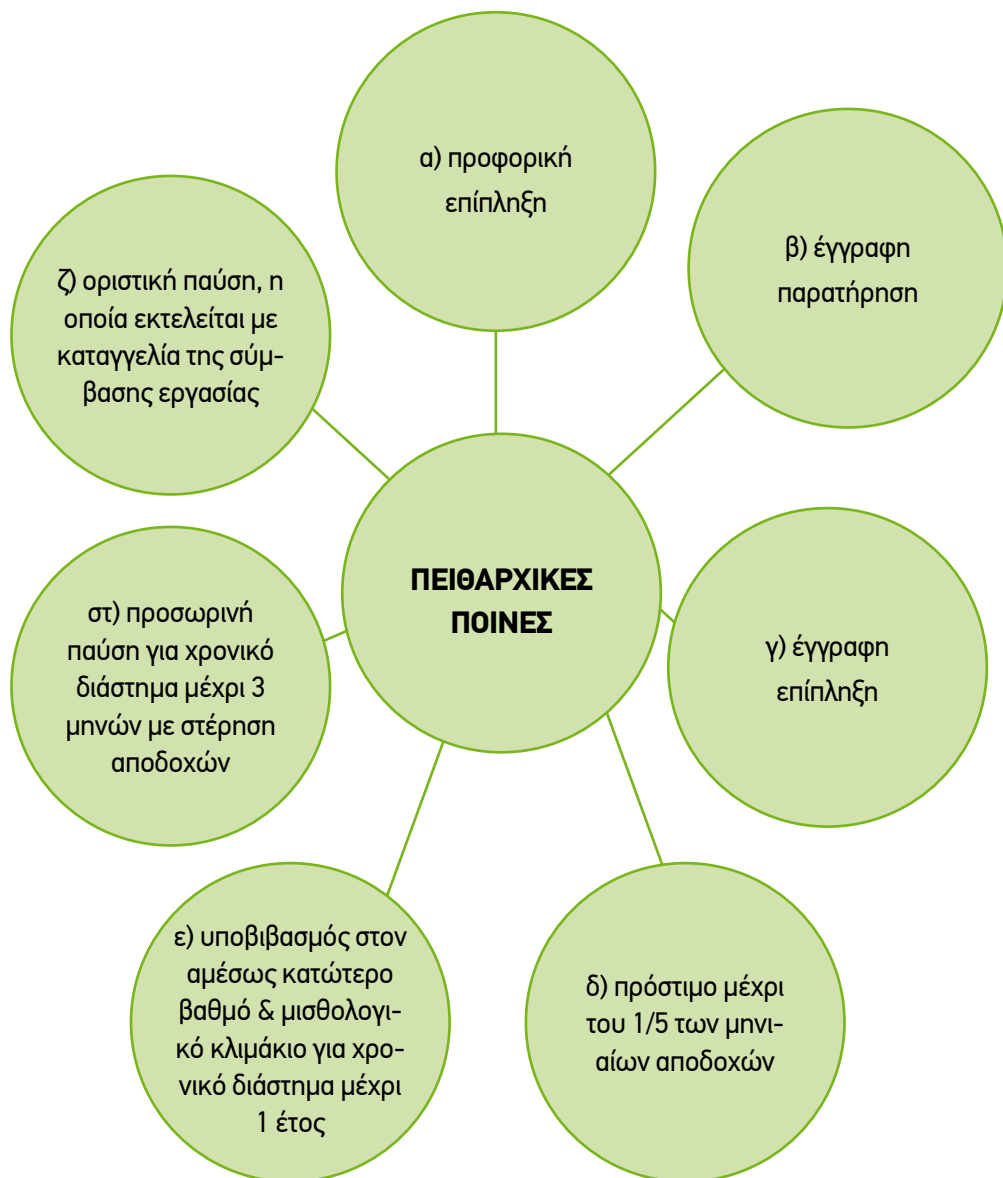 ΠΕΙΘΑΡΧΙΚΕΣ
ΠΟΙΝΕΣ
α) προφορική
επίπληξη
β) έγγραφη
παρατήρηση
γ) έγγραφη
επίπληξη
δ) πρόστιμο μέχρι
του 1/5 των μηνι-
αίων αποδοχών
ε) υποβιβασμός στον
αμέσως κατώτερο
βαθμό & μισθολογι-
κό κλιμάκιο για χρο-
νικό διάστημα μέχρι
1 έτος
στ) προσωρινή
παύση για χρονικό
διάστημα μέχρι 3
μηνών με στέρηση
αποδοχών
ζ) οριστική παύση, η
οποία εκτελείται με
καταγγελία της σύμ-
βασης εργασίας